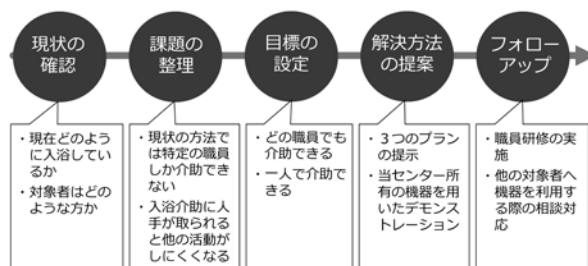 現状の
確認
課題の
整理
目標の
設定
解決方法
の提案
フォロー
アップ
・現在どのよう
に入浴してい
るか
・対象者はどの
ような方か
・現状の方法で
は特定の職員
しか介助でき
ない
・入浴介助に人
手が取られる
と他の活動が
しにくくなる
・どの職員でも
介助できる
・一人で介助で
きる
・３つのプラン
の提示
・当センター所
有の機器を用
いたデモンス
トレーション
・職員研修の実
施
・他の対象者へ
機器を利用す
る際の相談対
応